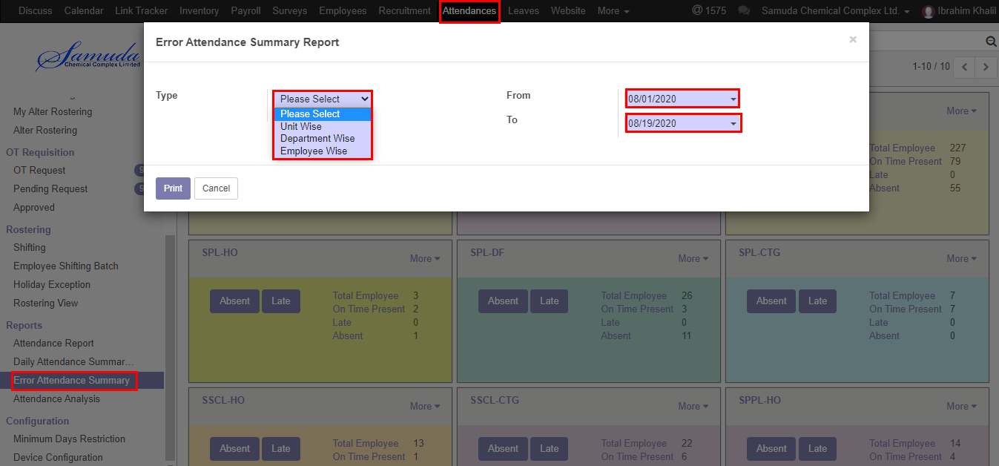 Discuss Calendar Link Tracker Inventory Payroll Surveys Employees Recruitment Attendances Leaves Website More @ 1575 Samuda Chemical Complex Ltd. Ibrahim Khalil
Samuda
Chemical Complex Limited
Error Attendance Summary Report ×
Type
Please Select
Please Select
Unit Wise
Department Wise
Employee Wise
From 08/01/2020
To 08/19/2020
Print Cancel
1-10 / 10
My Alter Rostering
Alter Rostering
OT Requisition
OT Request 9
Pending Request 9
Approved
Rostering
Shifting
Employee Shifting Batch
Holiday Exception
Rostering View
Reports
Attendance Report
Daily Attendance Summar...
Error Attendance Summary
Attendance Analysis
Configuration
Minimum Days Restriction
Device Configuration
More
Total Employee 227
On Time Present 79
Late 0
Absent 55
SPL-HO
More
Absent Late
Total Employee 3
On Time Present 2
Late 0
Absent 1
SPL-DF
More
Absent Late
Total Employee 26
On Time Present 3
Late 0
Absent 11
SPL-CTG
More
Absent Late
Total Employee 7
On Time Present 7
Late 0
Absent 0
SSCL-HO
More
Absent Late
Total Employee 13
On Time Present 1
SSCL-CTG
More
Absent Late
Total Employee 22
On Time Present 6
SPPL-HO
More
Absent Late
Total Employee 14
On Time Present 4